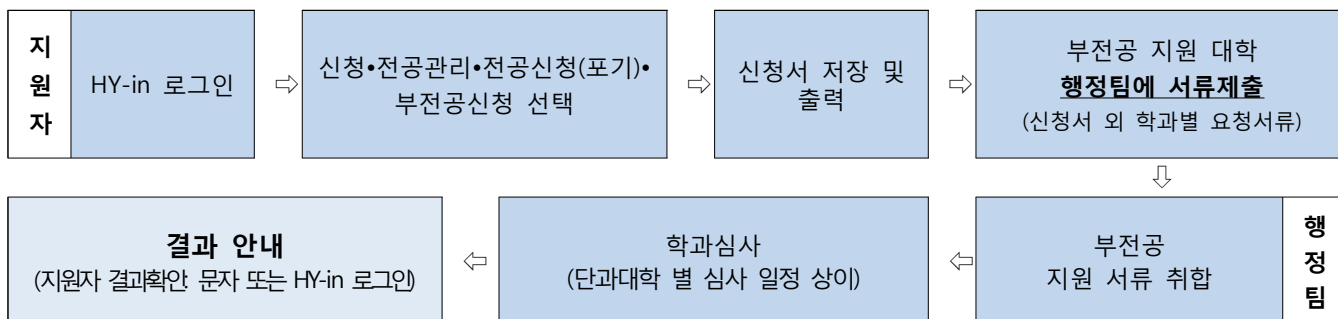 지
원
자
HY-in 로그인
⇨
신청•전공관리•전공신청(포기)•
부전공신청 선택
⇨
신청서 저장 및
출력
⇨
부전공 지원 대학
행정팀에 서류제출
(신청서 외 학과별 요청서류)
⇩
행
정
팀
부전공
지원 서류 취합
⇦
학과심사
(단과대학 별 심사 일정 상이)
⇦
결과 안내
(지원자 결과확인: 문자 또는 HY-in 로그인)